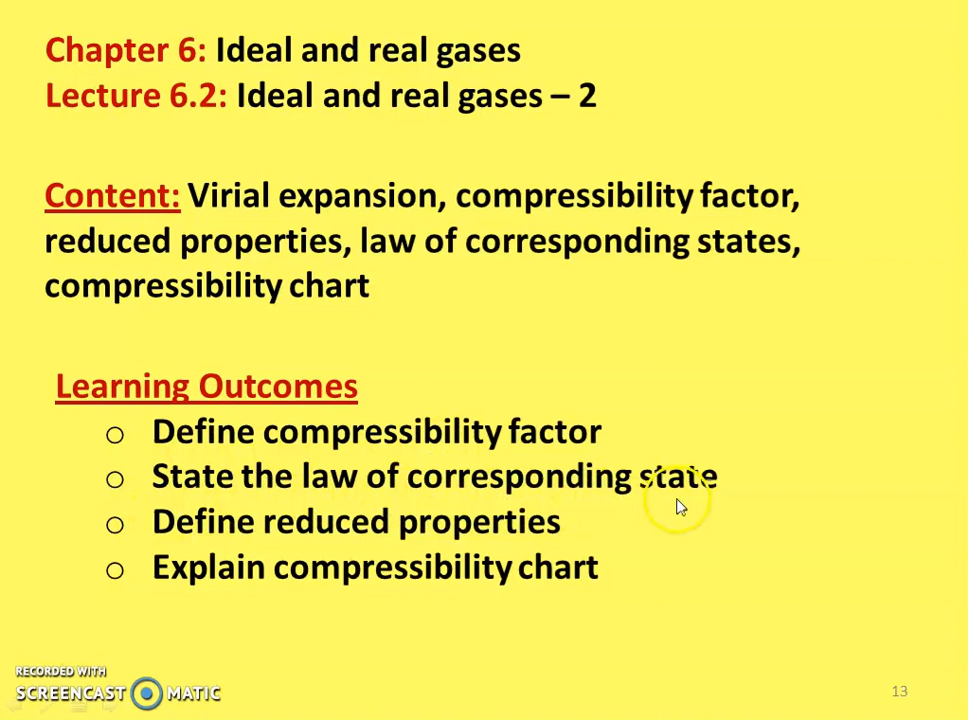 Chapter 6: Ideal and real gases
Lecture 6.2: Ideal and real gases – 2
Content: Virial expansion, compressibility factor,
reduced properties, law of corresponding states,
compressibility chart
Learning Outcomes
o Define compressibility factor
o State the law of corresponding state
o Define reduced properties
o Explain compressibility chart
RECORDED WITH
SCREENCAST MATIC
13